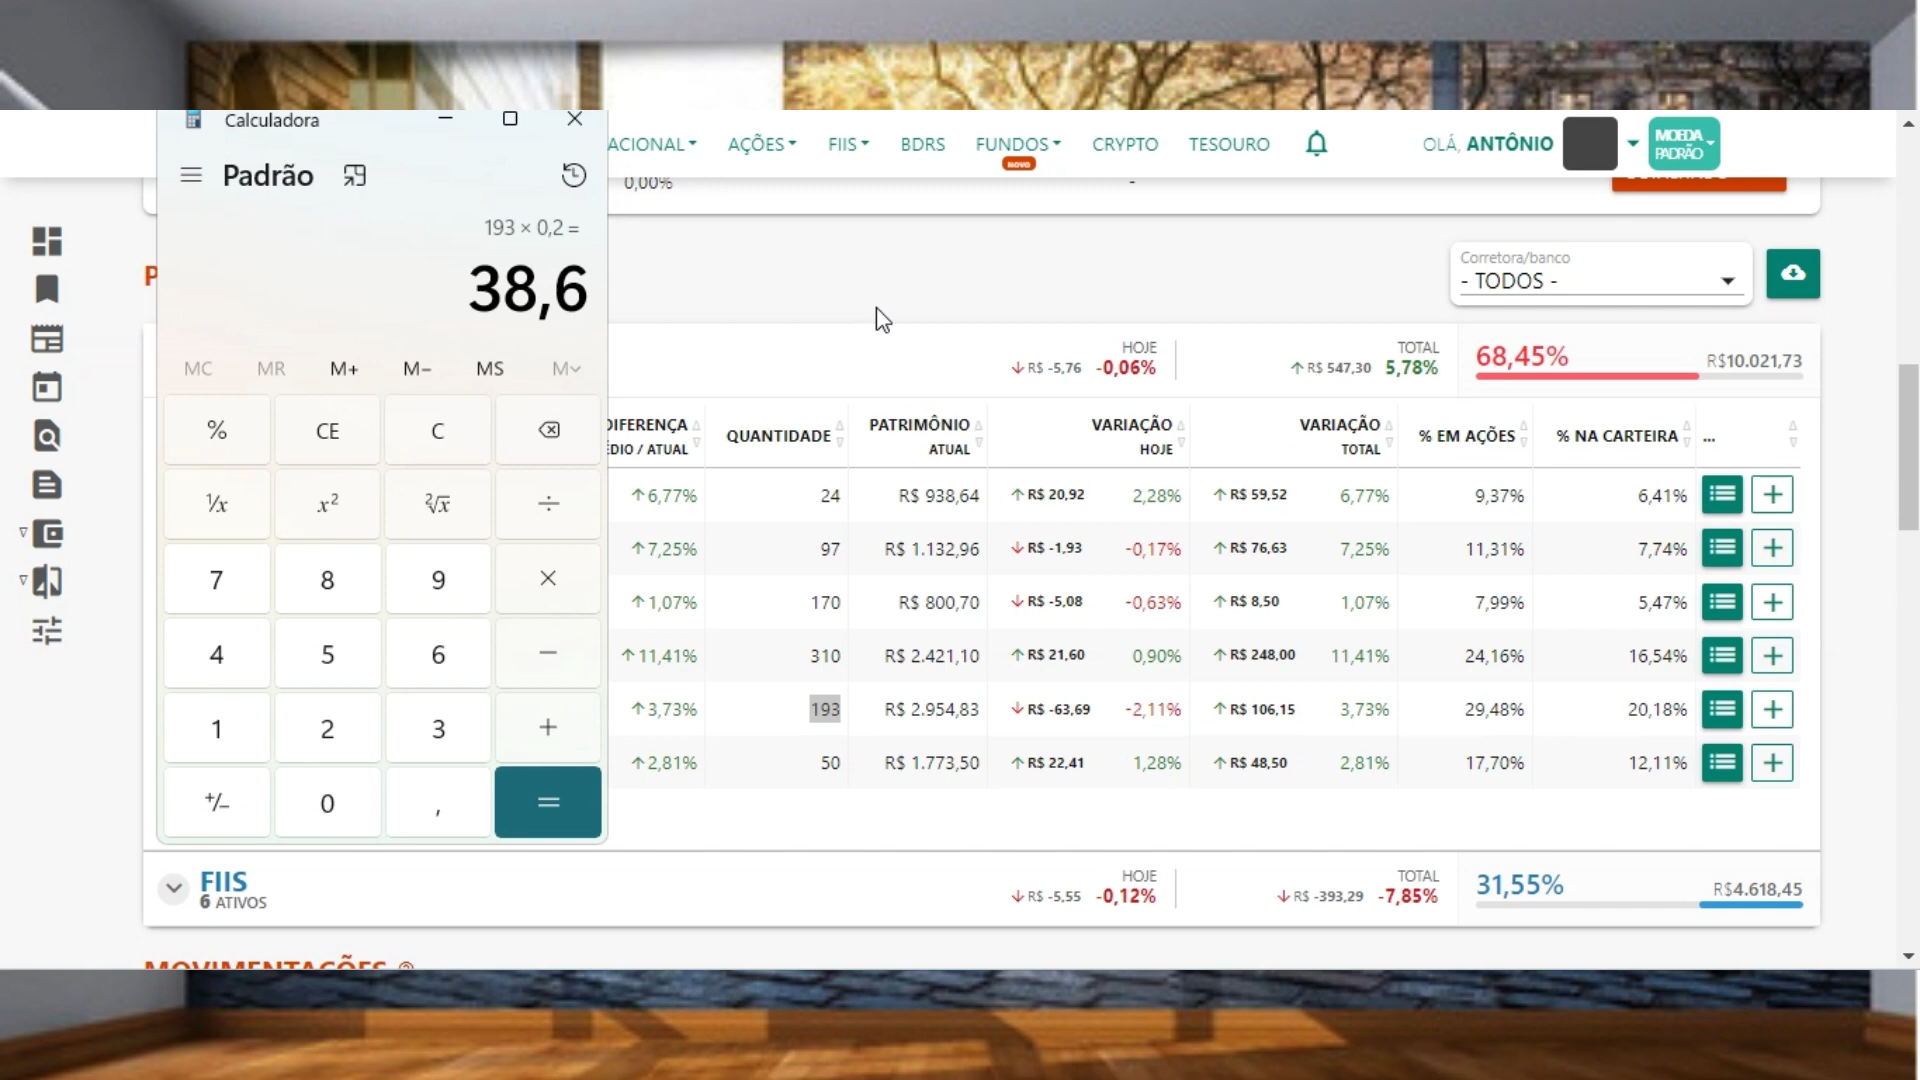 Calculadora
Padrão
193 × 0,2 =
38,6
MC MR M+ M− MS M
% CE C
¹/x x² ²√x ÷
7 8 9 ×
4 5 6 −
1 2 3 +
+/− 0 , =
ACIONAL AÇÕES FIIS BDRS FUNDOS CRYPTO TESOURO
NOVO
OLÁ, ANTÔNIO
MOEDA
PADRÃO
0,00% -
P
Corretora/banco
- TODOS -
HOJE
R$ -5,76 -0,06%
TOTAL
R$ 547,30 5,78%
68,45% R$10.021,73
DIFERENÇA QUANTIDADE PATRIMÔNIO VARIAÇÃO VARIAÇÃO % EM AÇÕES % NA CARTEIRA ...
ÉDIO / ATUAL ATUAL HOJE TOTAL
6,77% 24 R$ 938,64 R$ 20,92 2,28% R$ 59,52 6,77% 9,37% 6,41%
7,25% 97 R$ 1.132,96 R$ -1,93 -0,17% R$ 76,63 7,25% 11,31% 7,74%
1,07% 170 R$ 800,70 R$ -5,08 -0,63% R$ 8,50 1,07% 7,99% 5,47%
11,41% 310 R$ 2.421,10 R$ 21,60 0,90% R$ 248,00 11,41% 24,16% 16,54%
3,73% 193 R$ 2.954,83 R$ -63,69 -2,11% R$ 106,15 3,73% 29,48% 20,18%
2,81% 50 R$ 1.773,50 R$ 22,41 1,28% R$ 48,50 2,81% 17,70% 12,11%
FIIS
6 ATIVOS
HOJE
R$ -5,55 -0,12%
TOTAL
R$ -393,29 -7,85%
31,55% R$4.618,45
MOVIMENTAÇÕES